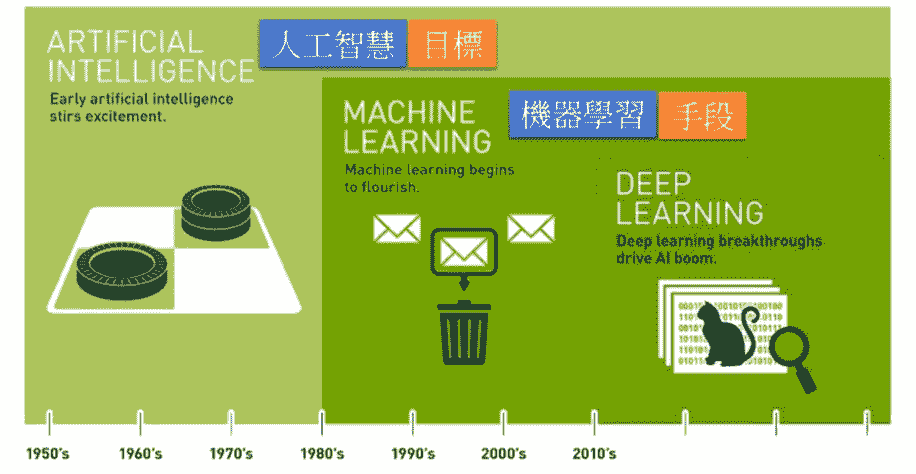 ARTIFICIAL
INTELLIGENCE
人工智慧 目標
Early artificial intelligence
stirs excitement.
MACHINE
LEARNING
機器學習 手段
Machine learning begins
to flourish.
DEEP
LEARNING
Deep learning breakthroughs
drive AI boom.
1950's 1960's 1970's 1980's 1990's 2000's 2010's